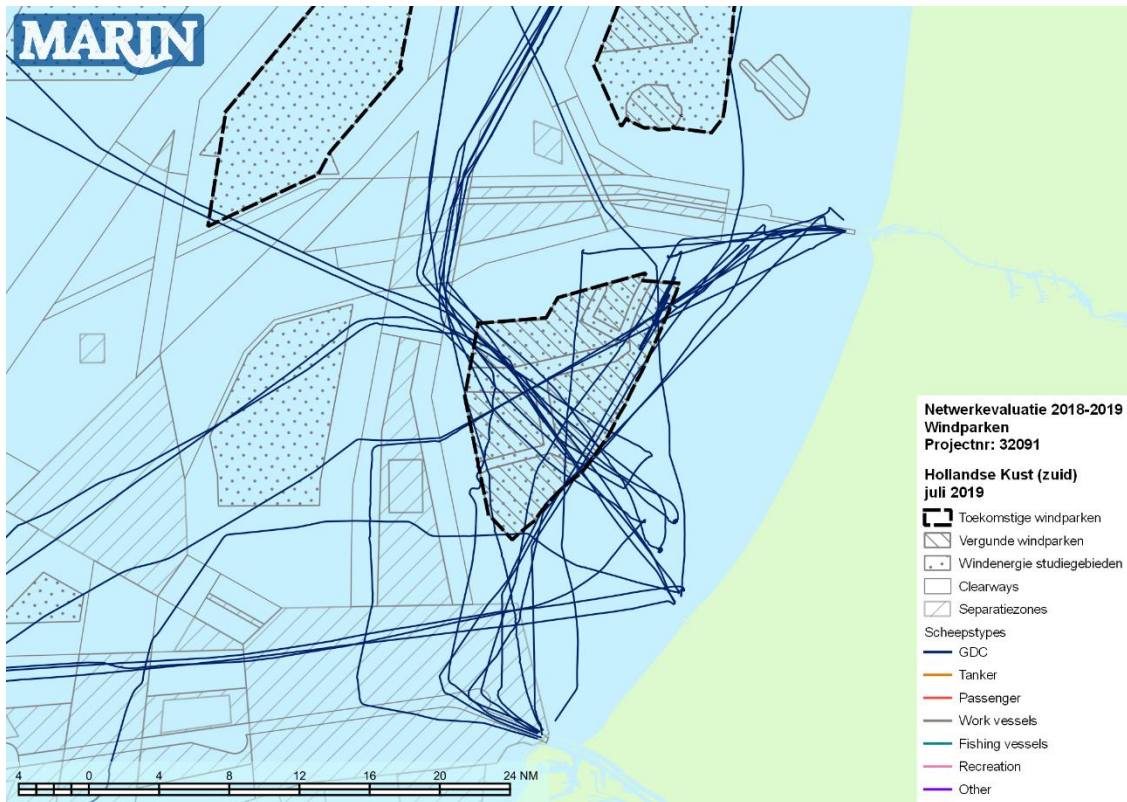 MARIN
Netwerkevaluatie 2018-2019
Windparken
Projectnr: 32091
Hollandse Kust (zuid)
juli 2019
Toekomstige windparken
Vergunde windparken
Windenergie studiegebieden
Clearways
Separatiezones
Scheepstypes
GDC
Tanker
Passenger
Work vessels
Fishing vessels
Recreation
Other
4 0 4 8 12 16 20 24 NM